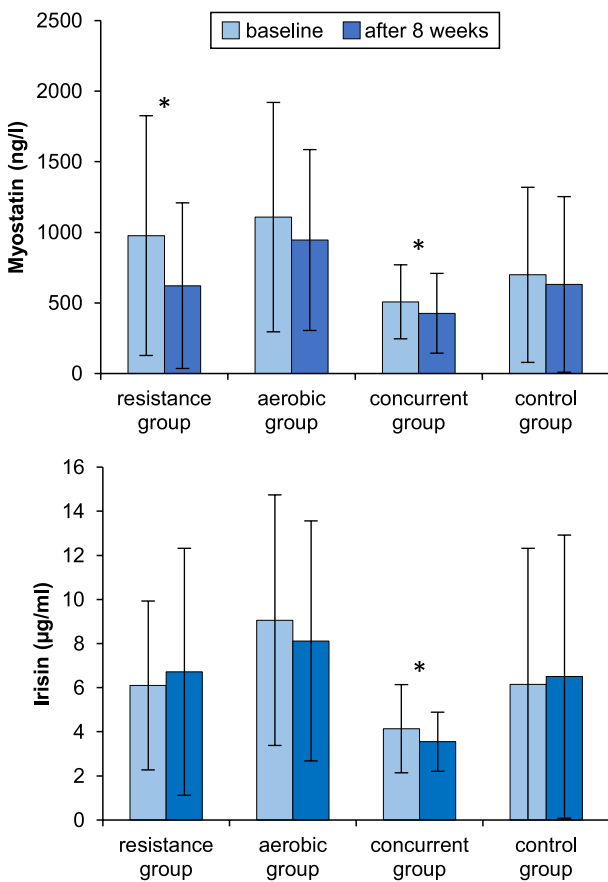 baseline after 8 weeks
Myostatin (ng/l)
2500
2000
1500
1000
500
0
*
*
resistance group
aerobic group
concurrent group
control group
Irisin (µg/ml)
16
14
12
10
8
6
4
2
0
*
resistance group
aerobic group
concurrent group
control group